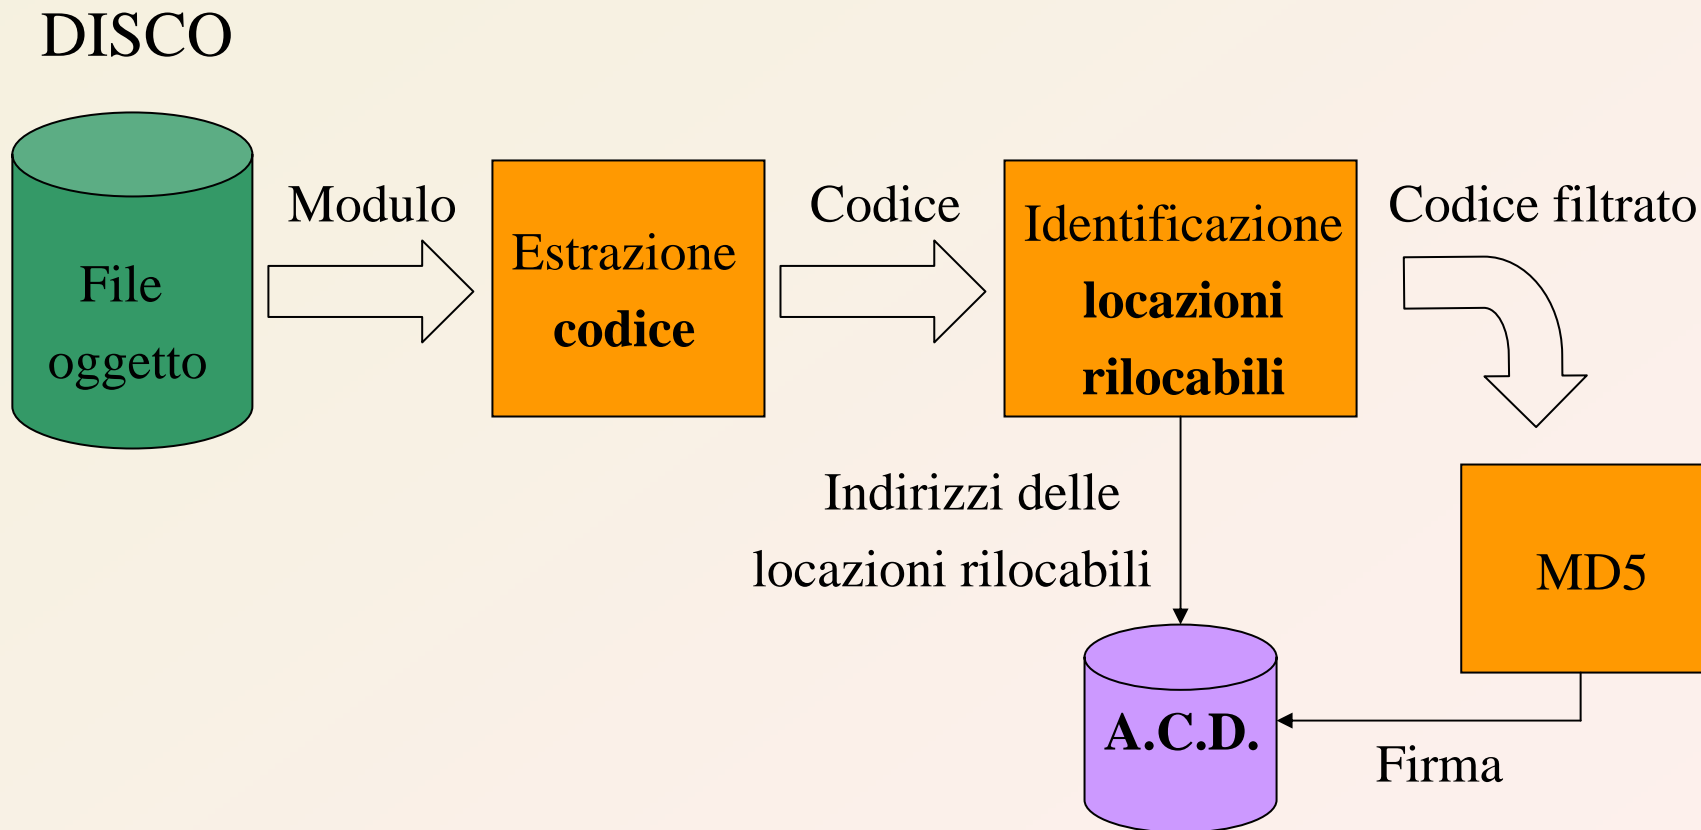 DISCO
File
oggetto
Modulo
Estrazione
codice
Codice
Identificazione
locazioni
rilocabili
Codice filtrato
Indirizzi delle
locazioni rilocabili
MD5
A.C.D.
Firma